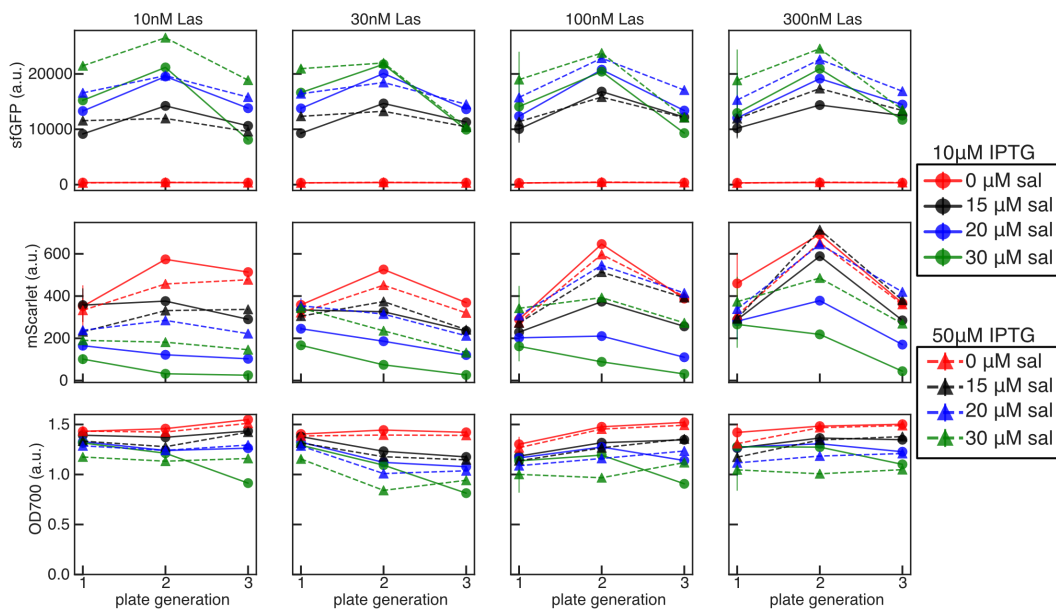 10nM Las
30nM Las
100nM Las
300nM Las
sfGFP (a.u.)
20000
10000
0
mScarlet (a.u.)
600
400
200
0
OD700 (a.u.)
1.5
1.0
0.5
0.0
1 2 3
1 2 3
1 2 3
1 2 3
plate generation
plate generation
plate generation
plate generation
10µM IPTG
0 µM sal
15 µM sal
20 µM sal
30 µM sal
50µM IPTG
0 µM sal
15 µM sal
20 µM sal
30 µM sal